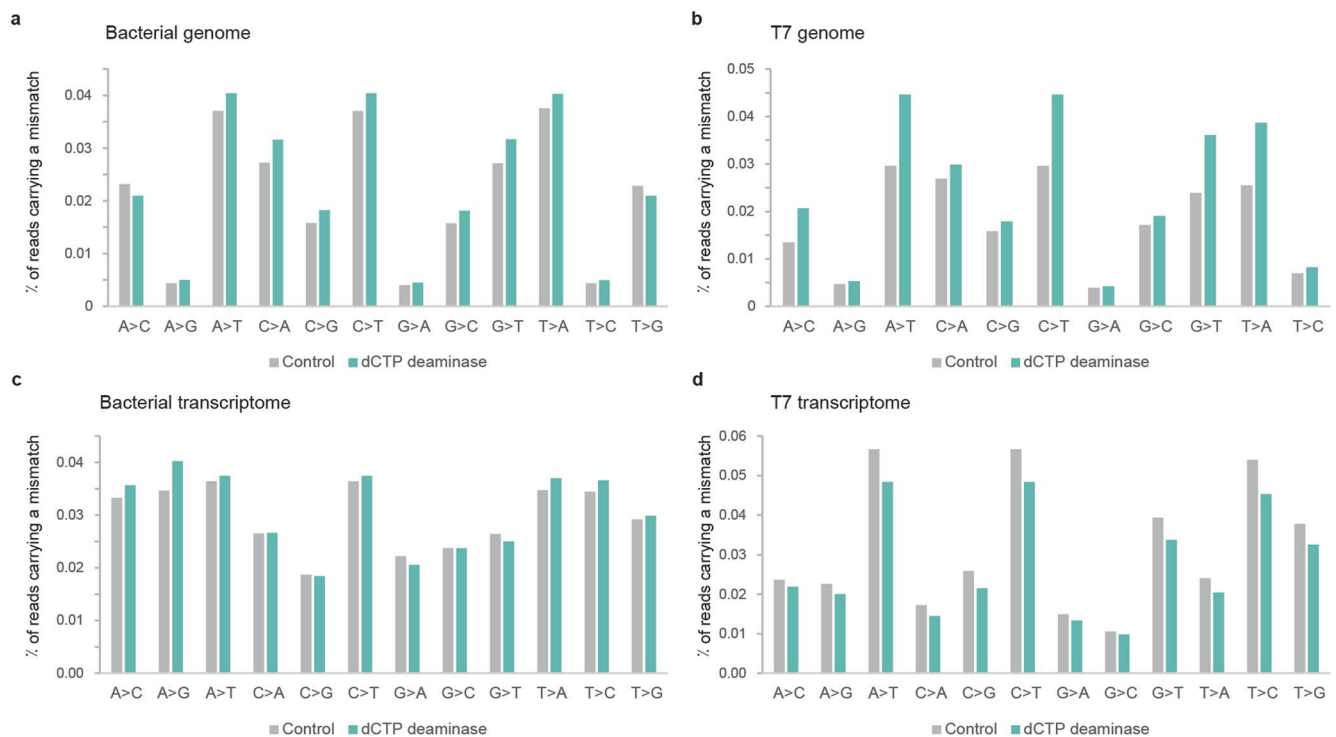 a
Bacterial genome
% of reads carrying a mismatch
0.04
0.03
0.02
0.01
0
A>C A>G A>T C>A C>G C>T G>A G>C G>T T>A T>C T>G
Control dCTP deaminase
b
T7 genome
% of reads carrying a mismatch
0.05
0.04
0.03
0.02
0.01
0
A>C A>G A>T C>A C>G C>T G>A G>C G>T T>A T>C
Control dCTP deaminase
c
Bacterial transcriptome
% of reads carrying a mismatch
0.04
0.03
0.02
0.01
0.00
A>C A>G A>T C>A C>G C>T G>A G>C G>T T>A T>C T>G
Control dCTP deaminase
d
T7 transcriptome
% of reads carrying a mismatch
0.06
0.05
0.04
0.03
0.02
0.01
0.00
A>C A>G A>T C>A C>G C>T G>A G>C G>T T>A T>C T>G
Control dCTP deaminase